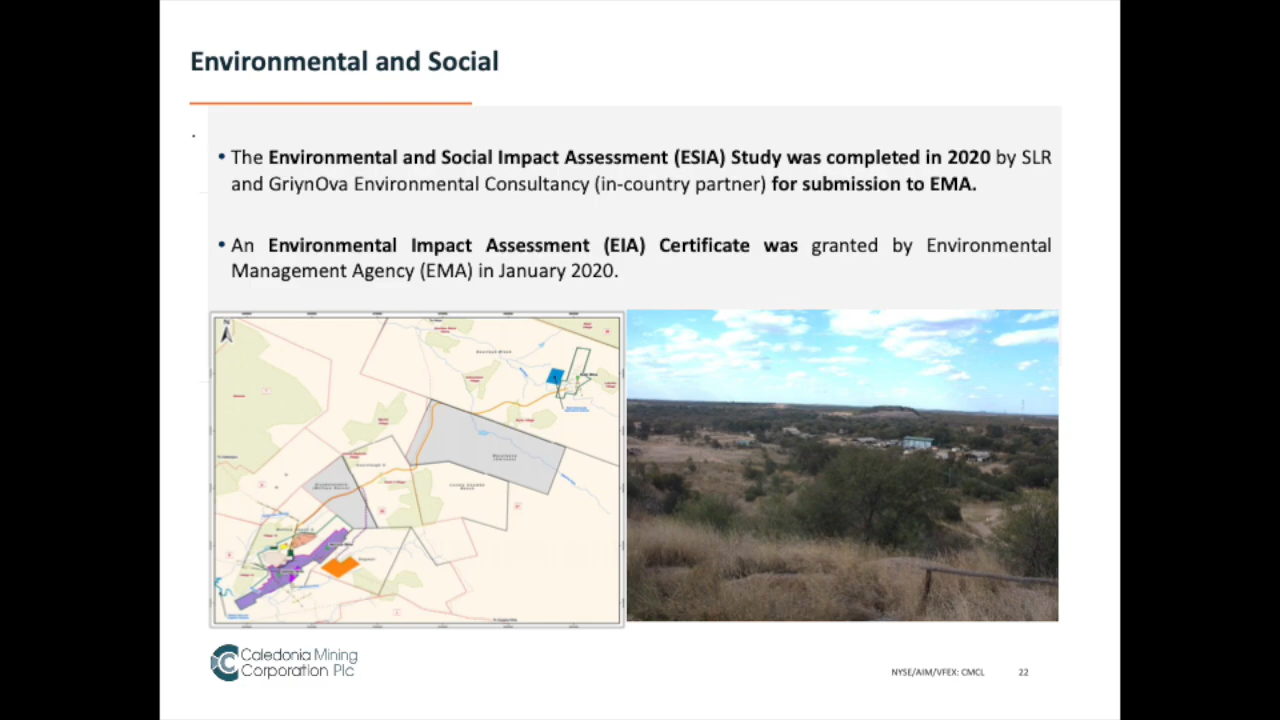 Environmental and Social
• The Environmental and Social Impact Assessment (ESIA) Study was completed in 2020 by SLR
and GriynOva Environmental Consultancy (in-country partner) for submission to EMA.
• An Environmental Impact Assessment (EIA) Certificate was granted by Environmental
Management Agency (EMA) in January 2020.
N
Caledonia Mining
Corporation Plc
NYSE/AIM/VFEX: CMCL 22